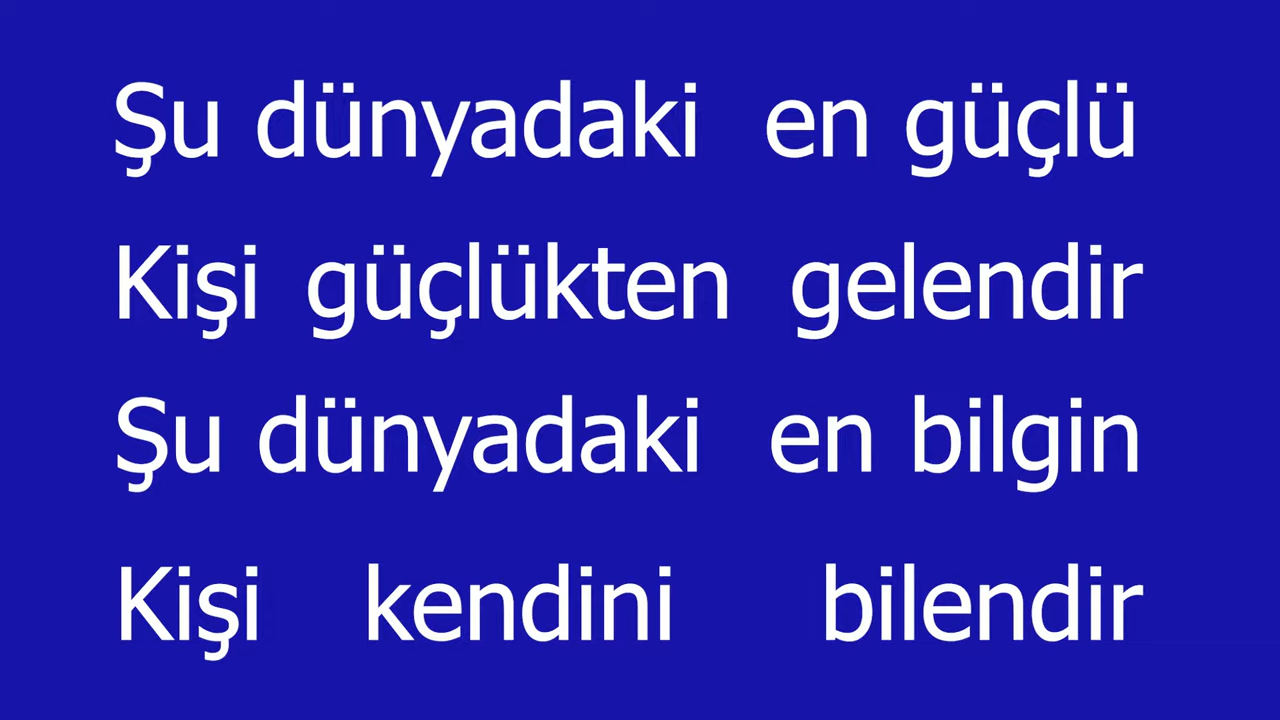 Şu dünyadaki en güçlü
Kişi güçlükten gelendir
Şu dünyadaki en bilgin
Kişi kendini bilendir